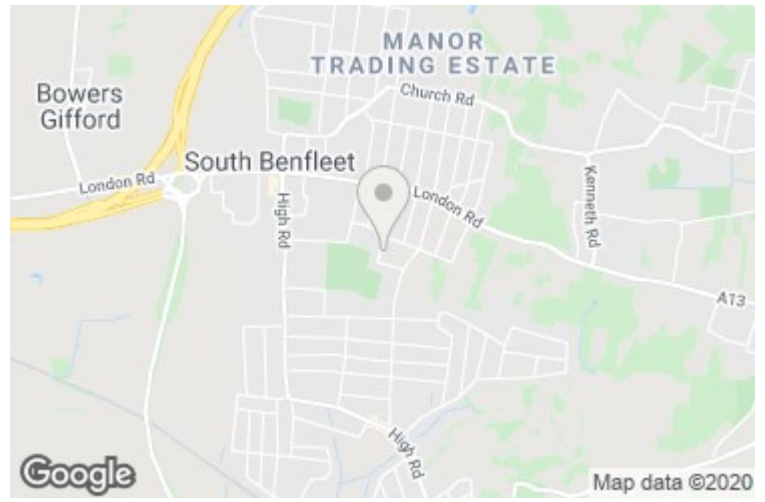 MANOR
TRADING ESTATE
Bowers
Gifford
Church Rd
South Benfleet
London Rd
London Rd
High Rd
Kenneth Rd
A13
High Rd
Google
Map data ©2020